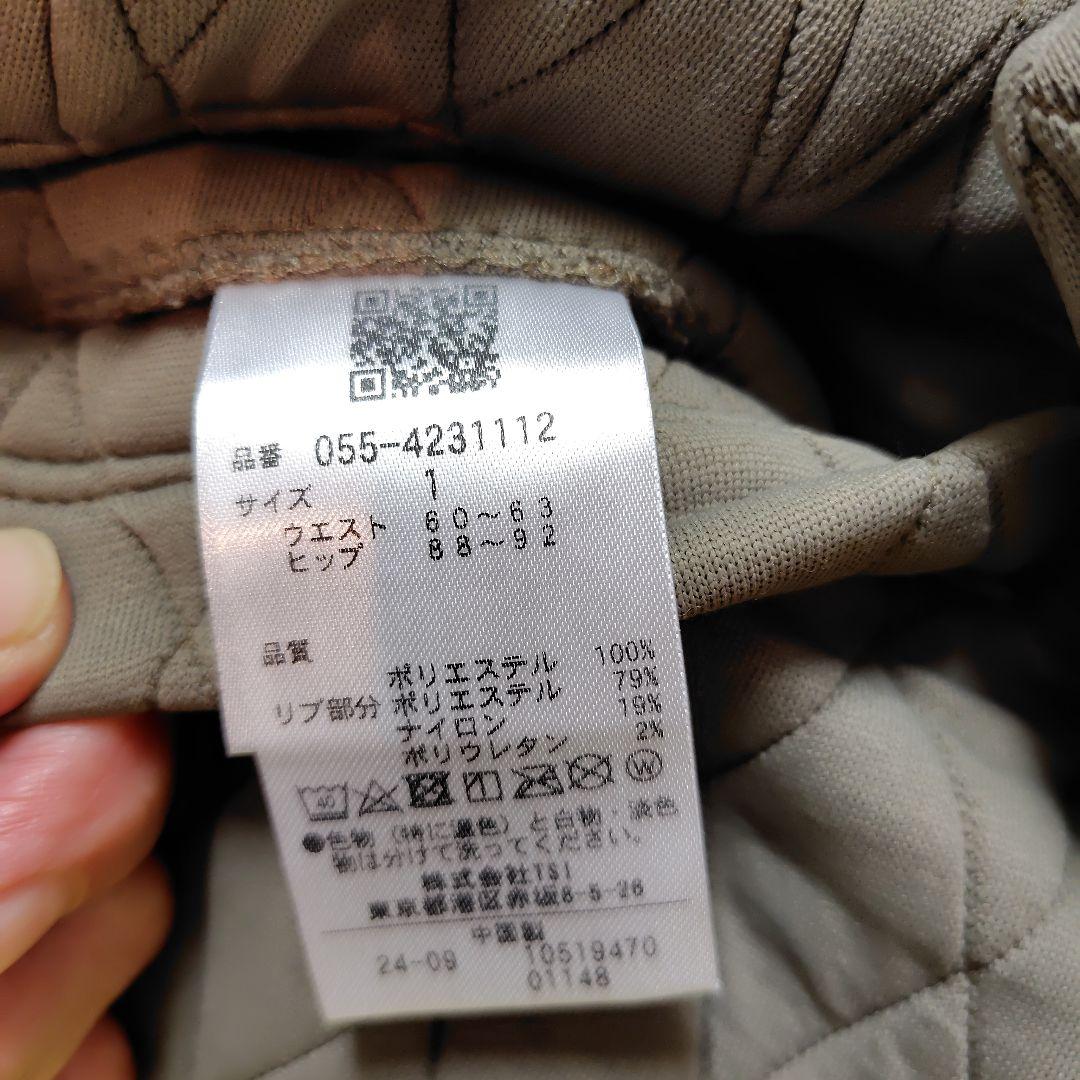 品番 055-4231112
サイズ 1
ウエスト 60～63
ヒップ 88～92
品質
ポリエステル 100%
リブ部分 ポリエステル 79%
ナイロン 19%
ポリウレタン 2%
W
●色物（特に濃色）と白物・淡色
物は分けて洗ってください。
株式会社TSI
東京都港区赤坂8-5-26
中国製
24-09 10519470
01148